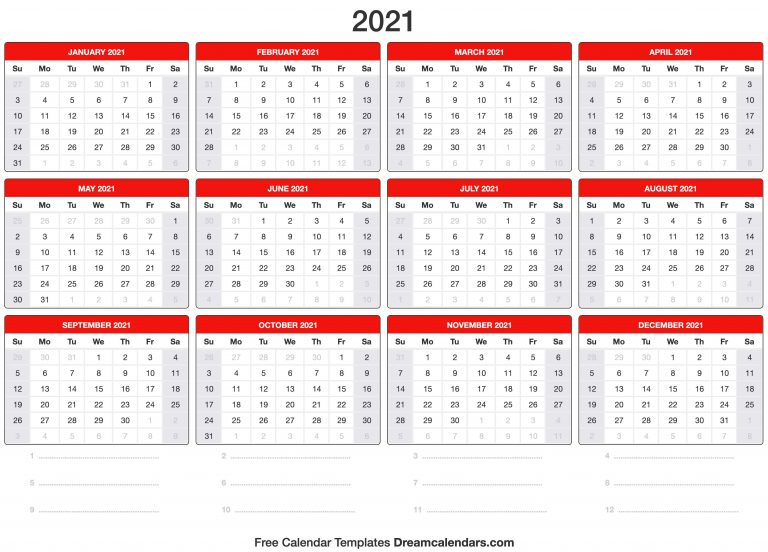 2021
JANUARY 2021
Su Mo Tu We Th Fr Sa
27 28 29 30 31 1 2
3 4 5 6 7 8 9
10 11 12 13 14 15 16
17 18 19 20 21 22 23
24 25 26 27 28 29 30
31 1 2 3 4 5 6
FEBRUARY 2021
Su Mo Tu We Th Fr Sa
31 1 2 3 4 5 6
7 8 9 10 11 12 13
14 15 16 17 18 19 20
21 22 23 24 25 26 27
28 1 2 3 4 5 6
7 8 9 10 11 12 13
MARCH 2021
Su Mo Tu We Th Fr Sa
28 1 2 3 4 5 6
7 8 9 10 11 12 13
14 15 16 17 18 19 20
21 22 23 24 25 26 27
28 29 30 31 1 2 3
4 5 6 7 8 9 10
APRIL 2021
Su Mo Tu We Th Fr Sa
28 29 30 31 1 2 3
4 5 6 7 8 9 10
11 12 13 14 15 16 17
18 19 20 21 22 23 24
25 26 27 28 29 30 1
2 3 4 5 6 7 8
MAY 2021
Su Mo Tu We Th Fr Sa
25 26 27 28 29 30 1
2 3 4 5 6 7 8
9 10 11 12 13 14 15
16 17 18 19 20 21 22
23 24 25 26 27 28 29
30 31 1 2 3 4 5
JUNE 2021
Su Mo Tu We Th Fr Sa
30 31 1 2 3 4 5
6 7 8 9 10 11 12
13 14 15 16 17 18 19
20 21 22 23 24 25 26
27 28 29 30 1 2 3
4 5 6 7 8 9 10
JULY 2021
Su Mo Tu We Th Fr Sa
27 28 29 30 1 2 3
4 5 6 7 8 9 10
11 12 13 14 15 16 17
18 19 20 21 22 23 24
25 26 27 28 29 30 31
1 2 3 4 5 6 7
AUGUST 2021
Su Mo Tu We Th Fr Sa
1 2 3 4 5 6 7
8 9 10 11 12 13 14
15 16 17 18 19 20 21
22 23 24 25 26 27 28
29 30 31 1 2 3 4
5 6 7 8 9 10 11
SEPTEMBER 2021
Su Mo Tu We Th Fr Sa
29 30 31 1 2 3 4
5 6 7 8 9 10 11
12 13 14 15 16 17 18
19 20 21 22 23 24 25
26 27 28 29 30 1 2
3 4 5 6 7 8 9
OCTOBER 2021
Su Mo Tu We Th Fr Sa
26 27 28 29 30 1 2
3 4 5 6 7 8 9
10 11 12 13 14 15 16
17 18 19 20 21 22 23
24 25 26 27 28 29 30
31 1 2 3 4 5 6
NOVEMBER 2021
Su Mo Tu We Th Fr Sa
31 1 2 3 4 5 6
7 8 9 10 11 12 13
14 15 16 17 18 19 20
21 22 23 24 25 26 27
28 29 30 1 2 3 4
5 6 7 8 9 10 11
DECEMBER 2021
Su Mo Tu We Th Fr Sa
28 29 30 1 2 3 4
5 6 7 8 9 10 11
12 13 14 15 16 17 18
19 20 21 22 23 24 25
26 27 28 29 30 31 1
2 3 4 5 6 7 8
1 2 3 4
5 6 7 8
9 10 11 12
Free Calendar Templates Dreamcalendars.com